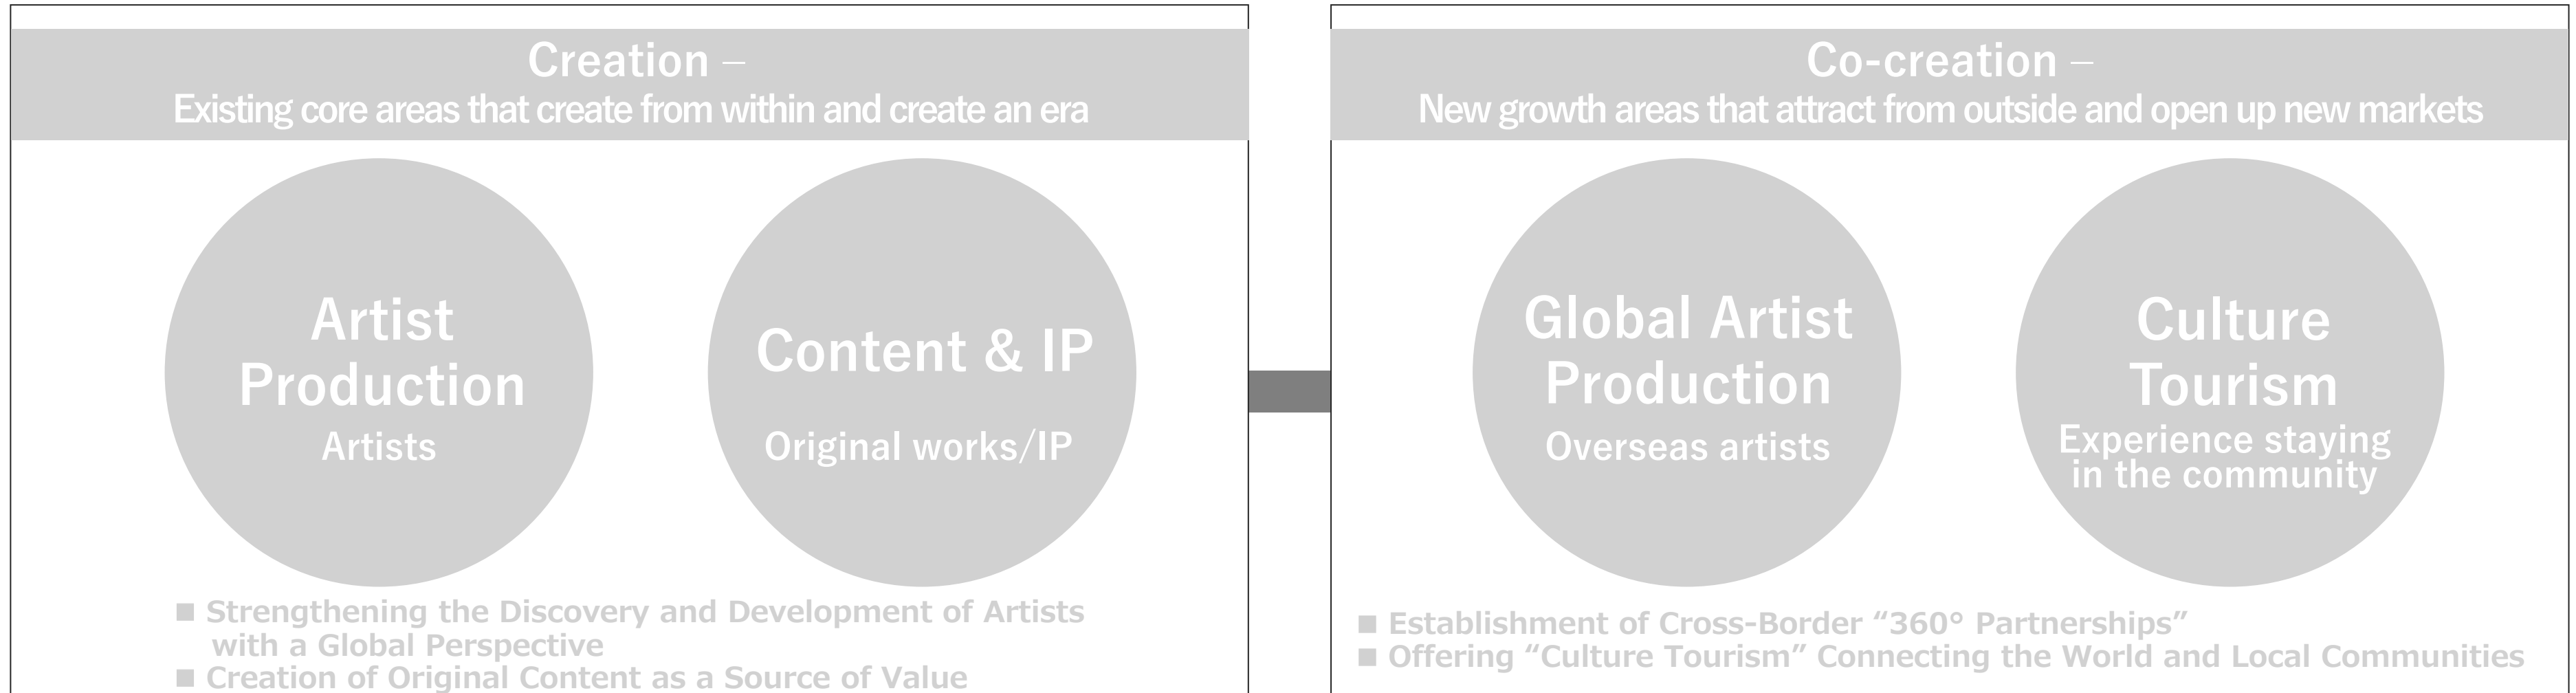 Creation –
Existing core areas that create from within and create an era
Artist
Production
Artists
Content & IP
Original works/IP
■ Strengthening the Discovery and Development of Artists
with a Global Perspective
■ Creation of Original Content as a Source of Value
Co-creation –
New growth areas that attract from outside and open up new markets
Global Artist
Production
Overseas artists
Culture
Tourism
Experience staying
in the community
■ Establishment of Cross-Border “360° Partnerships”
■ Offering “Culture Tourism” Connecting the World and Local Communities